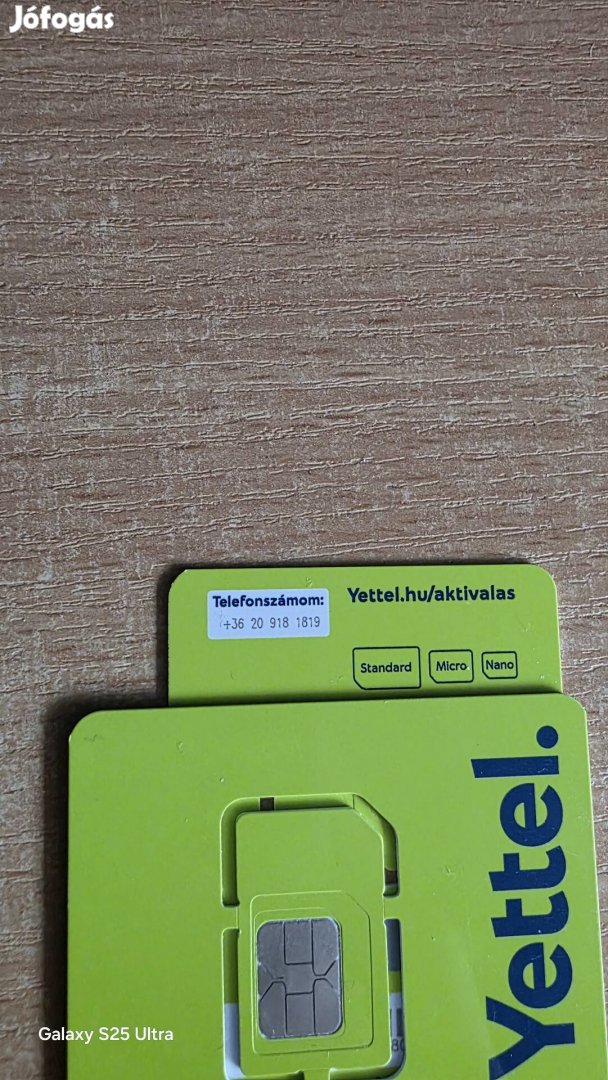 Jófogás
Telefonszámom:
+36 20 918 1819
Yettel.hu/aktivalas
Standard
Micro
Nano
Yettel.
Galaxy S25 Ultra